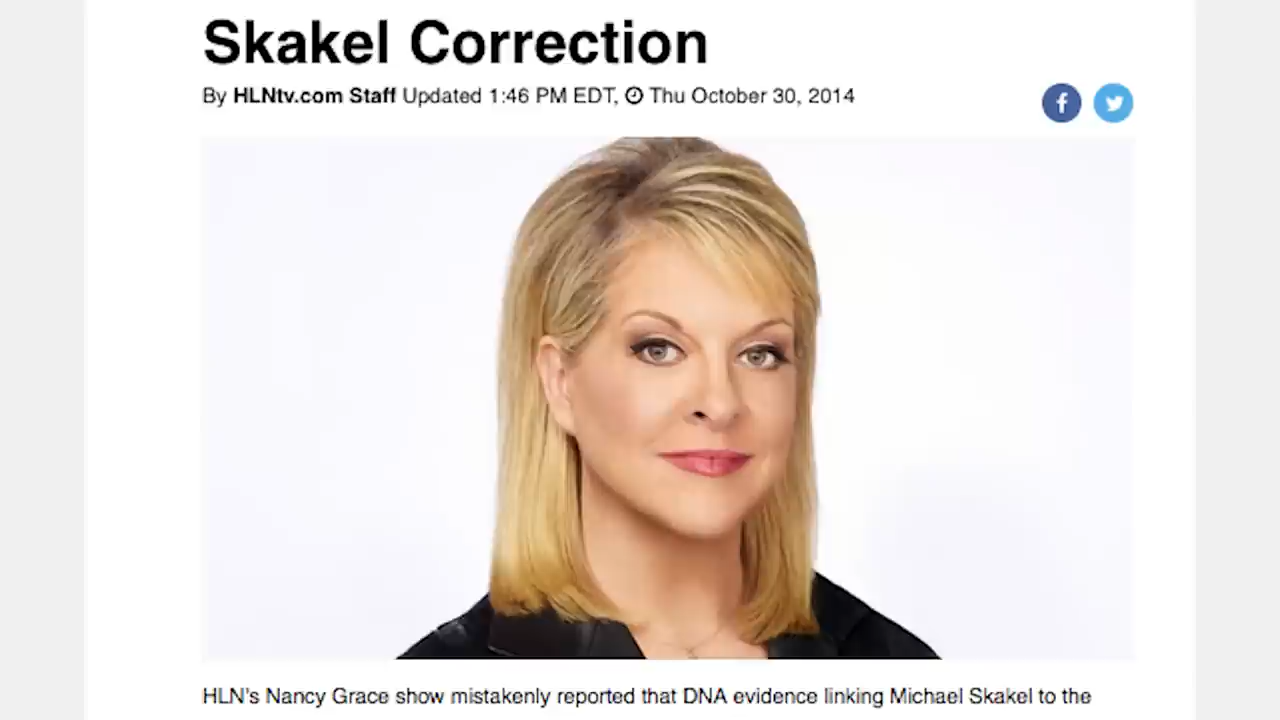 Skakel Correction
By HLNtv.com Staff Updated 1:46 PM EDT, Thu October 30, 2014
HLN's Nancy Grace show mistakenly reported that DNA evidence linking Michael Skakel to the